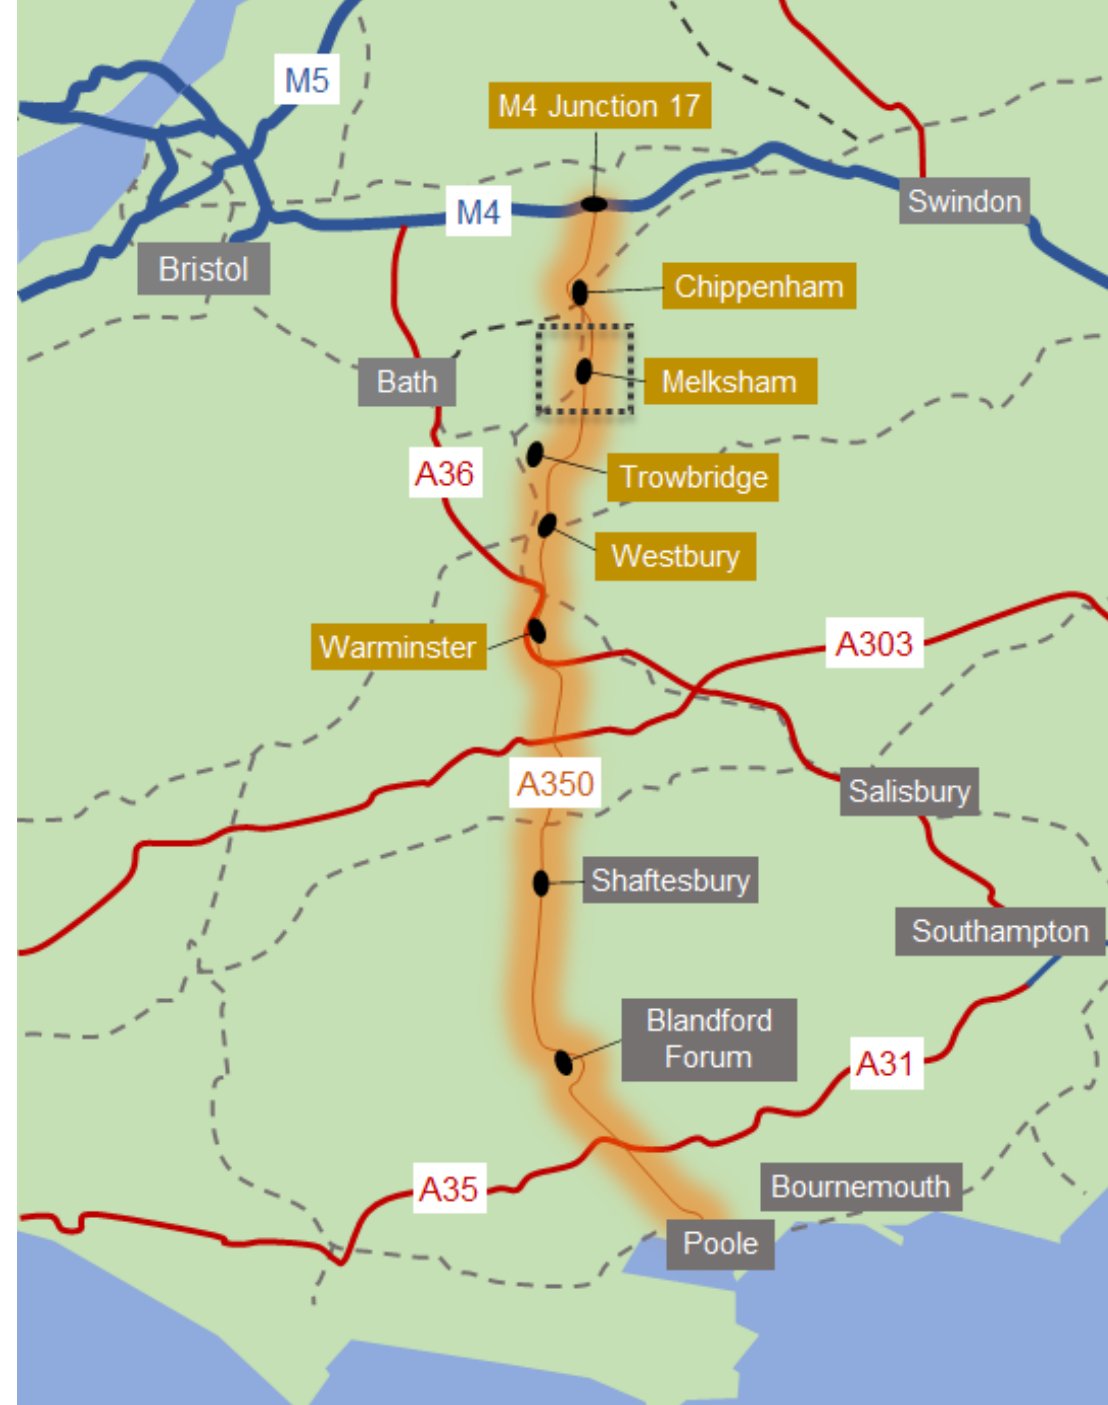 M5
M4 Junction 17
M4
Swindon
Bristol
Chippenham
Bath
Melksham
A36
Trowbridge
Westbury
Warminster
A303
A350
Salisbury
Shaftesbury
Southampton
Blandford
Forum
A31
A35
Bournemouth
Poole